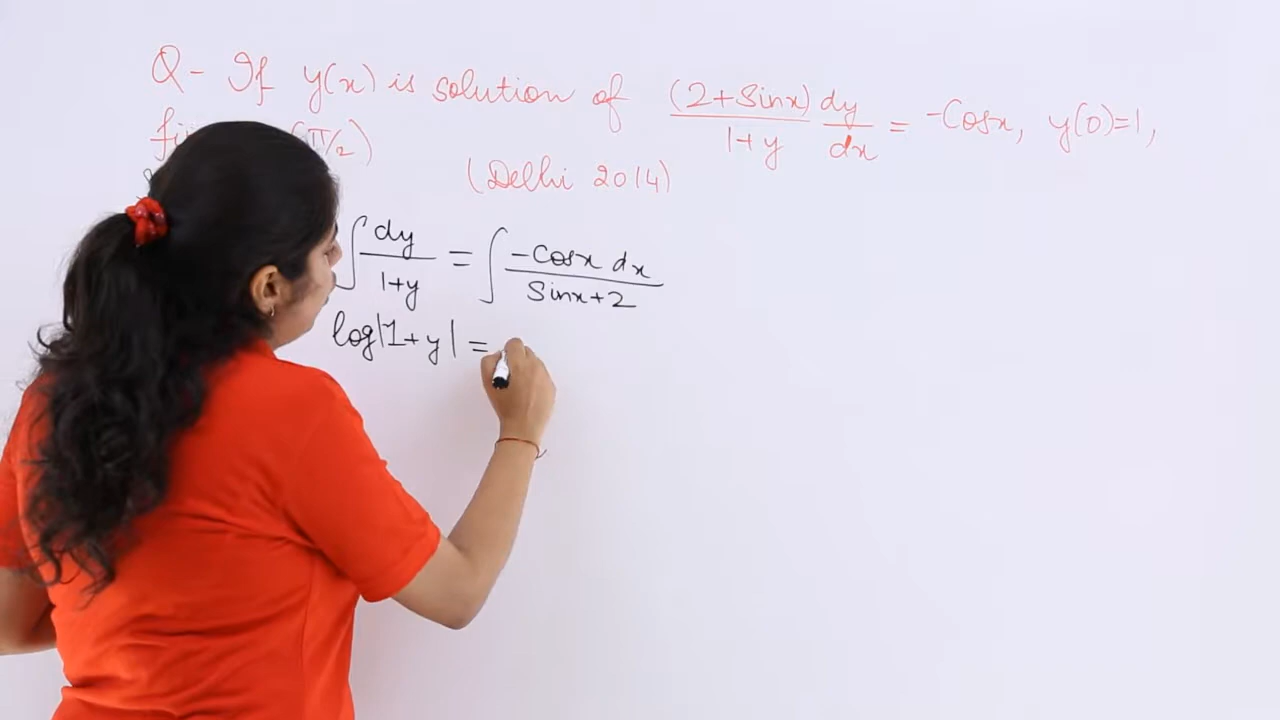 Q- If y(x) is solution of (2+Sinx)/(1+y) dy/dx = -Cosx, y(0)=1,
π/2)
(Delhi 2014)
∫ dy/(1+y) = ∫ -Cosx dx/(Sinx+2)
log|1+y| =